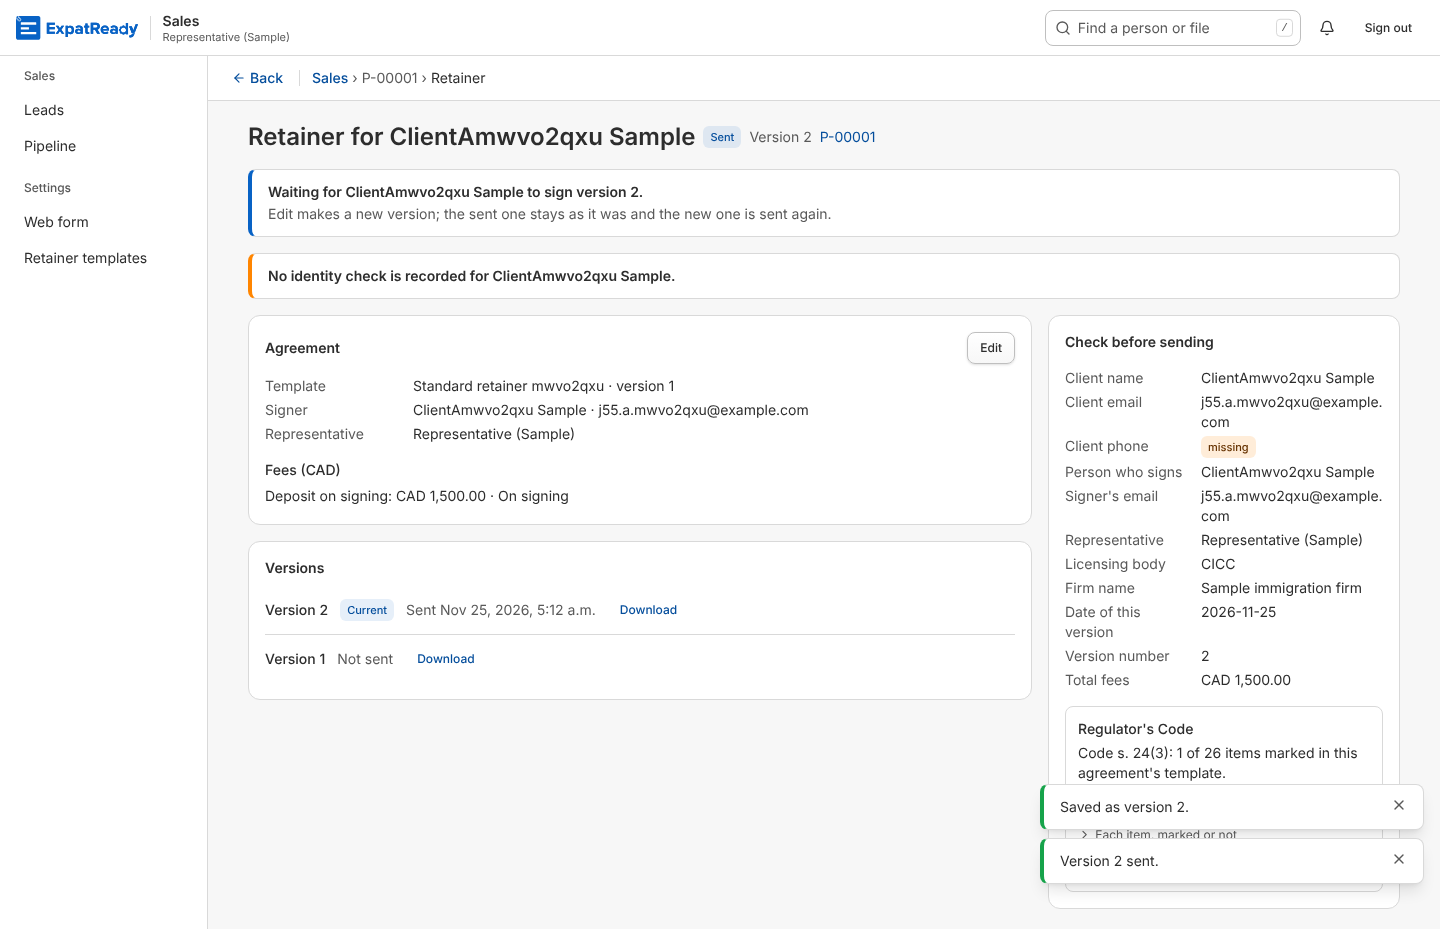 ExpatReady
Sales
Representative (Sample)
Find a person or file
/
Sign out
Sales
Leads
Pipeline
Settings
Web form
Retainer templates
← Back
Sales › P-00001 › Retainer
Retainer for ClientAmwvo2qxu Sample Sent Version 2 P-00001
Waiting for ClientAmwvo2qxu Sample to sign version 2.
Edit makes a new version; the sent one stays as it was and the new one is sent again.
No identity check is recorded for ClientAmwvo2qxu Sample.
Agreement
Edit
Template Standard retainer mwvo2qxu · version 1
Signer ClientAmwvo2qxu Sample · j55.a.mwvo2qxu@example.com
Representative Representative (Sample)
Fees (CAD)
Deposit on signing: CAD 1,500.00 · On signing
Versions
Version 2 Current Sent Nov 25, 2026, 5:12 a.m. Download
Version 1 Not sent Download
Check before sending
Client name ClientAmwvo2qxu Sample
Client email j55.a.mwvo2qxu@example.
com
Client phone missing
Person who signs ClientAmwvo2qxu Sample
Signer's email j55.a.mwvo2qxu@example.
com
Representative Representative (Sample)
Licensing body CICC
Firm name Sample immigration firm
Date of this 2026-11-25
version
Version number 2
Total fees CAD 1,500.00
Regulator's Code
Code s. 24(3): 1 of 26 items marked in this
agreement's template.
Saved as version 2.
Each item, marked or not
Version 2 sent.